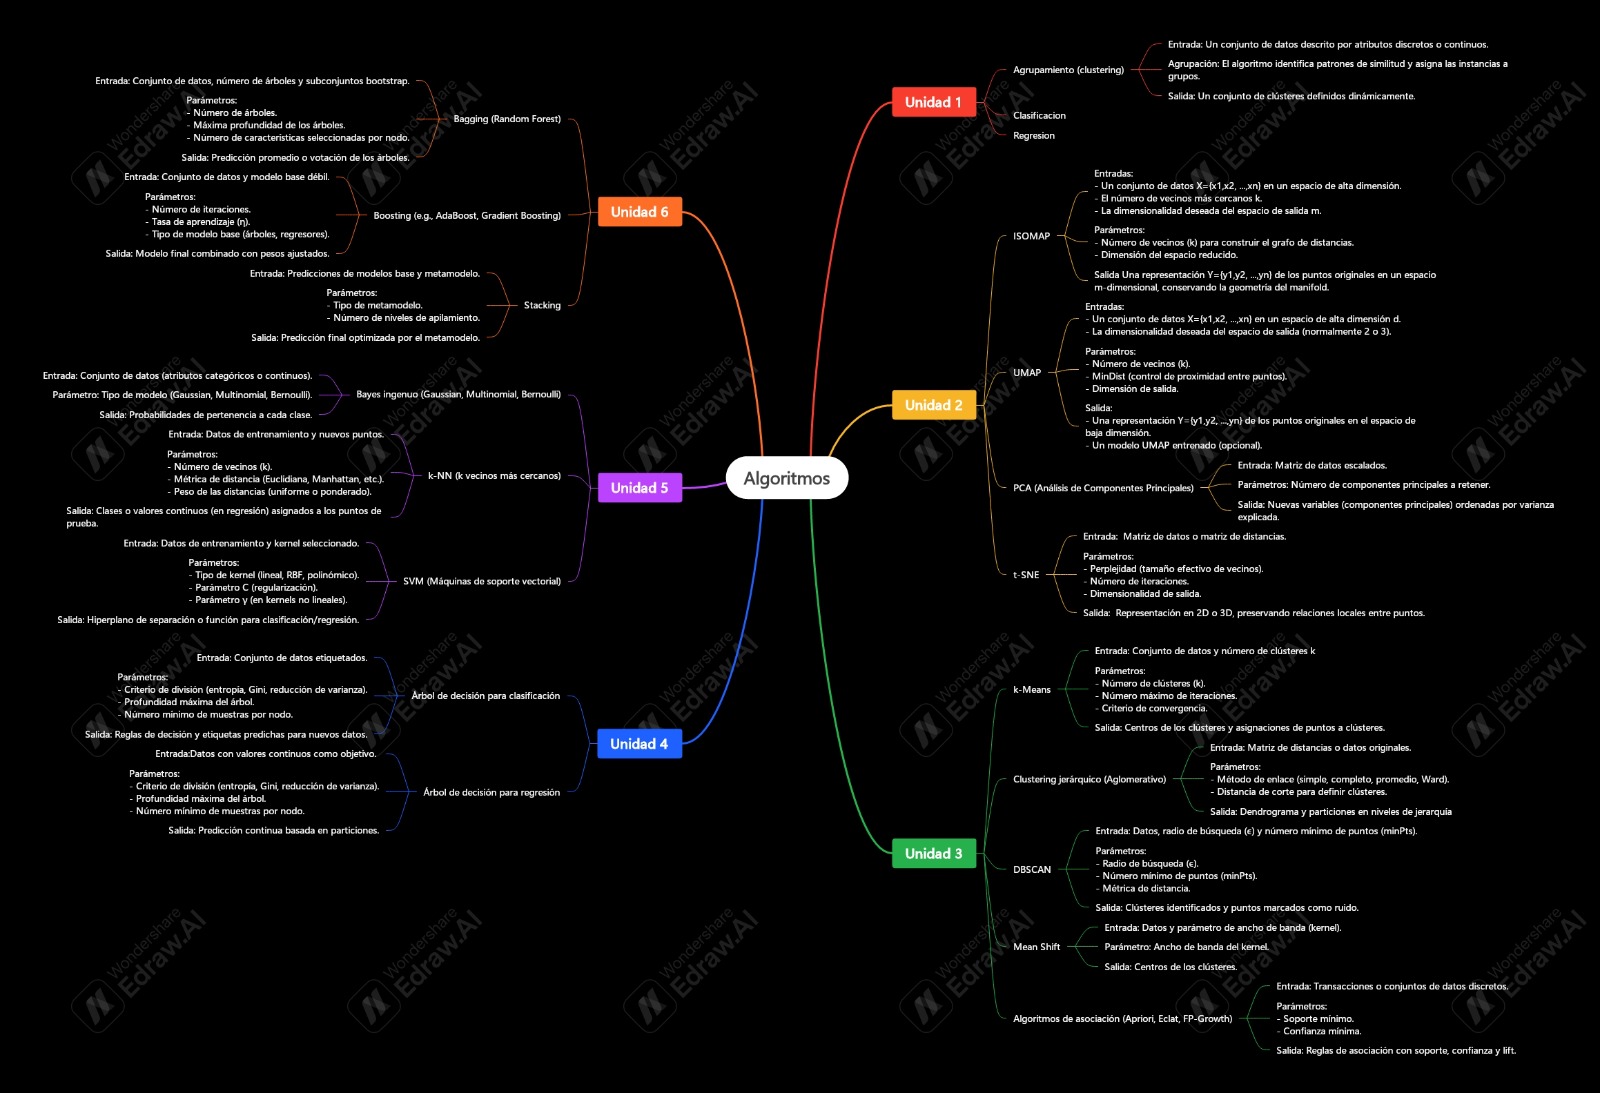 Algoritmos
Unidad 1
Agrupamiento (clustering)
Entrada: Un conjunto de datos descrito por atributos discretos o continuos.
Agrupación: El algoritmo identifica patrones de similitud y asigna las instancias a
grupos.
Salida: Un conjunto de clústeres definidos dinámicamente.
Clasificacion
Regresion
Unidad 2
ISOMAP
Entradas:
- Un conjunto de datos X={x1,x2, ...,xn} en un espacio de alta dimensión.
- El número de vecinos más cercanos k.
- La dimensionalidad deseada del espacio de salida m.
Parámetros:
- Número de vecinos (k) para construir el grafo de distancias.
- Dimensión del espacio reducido.
Salida Una representación Y={y1,y2, ...,yn} de los puntos originales en un espacio
m-dimensional, conservando la geometría del manifold.
UMAP
Entradas:
- Un conjunto de datos X={x1,x2, ...,xn} en un espacio de alta dimensión d.
- La dimensionalidad deseada del espacio de salida (normalmente 2 o 3).
Parámetros:
- Número de vecinos (k).
- MinDist (control de proximidad entre puntos).
- Dimensión de salida.
Salida:
- Una representación Y={y1,y2, ...,yn} de los puntos originales en el espacio de
baja dimensión.
- Un modelo UMAP entrenado (opcional).
PCA (Análisis de Componentes Principales)
Entrada: Matriz de datos escalados.
Parámetros: Número de componentes principales a retener.
Salida: Nuevas variables (componentes principales) ordenadas por varianza
explicada.
t-SNE
Entrada:  Matriz de datos o matriz de distancias.
Parámetros:
- Perplejidad (tamaño efectivo de vecinos).
- Número de iteraciones.
- Dimensionalidad de salida.
Salida:  Representación en 2D o 3D, preservando relaciones locales entre puntos.
Unidad 3
k-Means
Entrada: Conjunto de datos y número de clústeres k
Parámetros:
- Número de clústeres (k).
- Número máximo de iteraciones.
- Criterio de convergencia.
Salida: Centros de los clústeres y asignaciones de puntos a clústeres.
Clustering jerárquico (Aglomerativo)
Entrada: Matriz de distancias o datos originales.
Parámetros:
- Método de enlace (simple, completo, promedio, Ward).
- Distancia de corte para definir clústeres.
Salida: Dendrograma y particiones en niveles de jerarquía
DBSCAN
Entrada: Datos, radio de búsqueda (ϵ) y número mínimo de puntos (minPts).
Parámetros:
- Radio de búsqueda (ϵ).
- Número mínimo de puntos (minPts).
- Métrica de distancia.
Salida: Clústeres identificados y puntos marcados como ruido.
Mean Shift
Entrada: Datos y parámetro de ancho de banda (kernel).
Parámetro: Ancho de banda del kernel.
Salida: Centros de los clústeres.
Algoritmos de asociación (Apriori, Eclat, FP-Growth)
Entrada: Transacciones o conjuntos de datos discretos.
Parámetros:
- Soporte mínimo.
- Confianza mínima.
Salida: Reglas de asociación con soporte, confianza y lift.
Unidad 4
Árbol de decisión para clasificación
Entrada: Conjunto de datos etiquetados.
Parámetros:
- Criterio de división (entropía, Gini, reducción de varianza).
- Profundidad máxima del árbol.
- Número mínimo de muestras por nodo.
Salida: Reglas de decisión y etiquetas predichas para nuevos datos.
Árbol de decisión para regresión
Entrada:Datos con valores continuos como objetivo.
Parámetros:
- Criterio de división (entropía, Gini, reducción de varianza).
- Profundidad máxima del árbol.
- Número mínimo de muestras por nodo.
Salida: Predicción continua basada en particiones.
Unidad 5
Bayes ingenuo (Gaussian, Multinomial, Bernoulli)
Entrada: Conjunto de datos (atributos categóricos o continuos).
Parámetro: Tipo de modelo (Gaussian, Multinomial, Bernoulli).
Salida: Probabilidades de pertenencia a cada clase.
k-NN (k vecinos más cercanos)
Entrada: Datos de entrenamiento y nuevos puntos.
Parámetros:
- Número de vecinos (k).
- Métrica de distancia (Euclidiana, Manhattan, etc.).
- Peso de las distancias (uniforme o ponderado).
Salida: Clases o valores continuos (en regresión) asignados a los puntos de
prueba.
SVM (Máquinas de soporte vectorial)
Entrada: Datos de entrenamiento y kernel seleccionado.
Parámetros:
- Tipo de kernel (lineal, RBF, polinómico).
- Parámetro C (regularización).
- Parámetro γ (en kernels no lineales).
Salida: Hiperplano de separación o función para clasificación/regresión.
Unidad 6
Bagging (Random Forest)
Entrada: Conjunto de datos, número de árboles y subconjuntos bootstrap.
Parámetros:
- Número de árboles.
- Máxima profundidad de los árboles.
- Número de características seleccionadas por nodo.
Salida: Predicción promedio o votación de los árboles.
Boosting (e.g., AdaBoost, Gradient Boosting)
Entrada: Conjunto de datos y modelo base débil.
Parámetros:
- Número de iteraciones.
- Tasa de aprendizaje (η).
- Tipo de modelo base (árboles, regresores).
Salida: Modelo final combinado con pesos ajustados.
Stacking
Entrada: Predicciones de modelos base y metamodelo.
Parámetros:
- Tipo de metamodelo.
- Número de niveles de apilamiento.
Salida: Predicción final optimizada por el metamodelo.
Wondershare
Edraw.AI